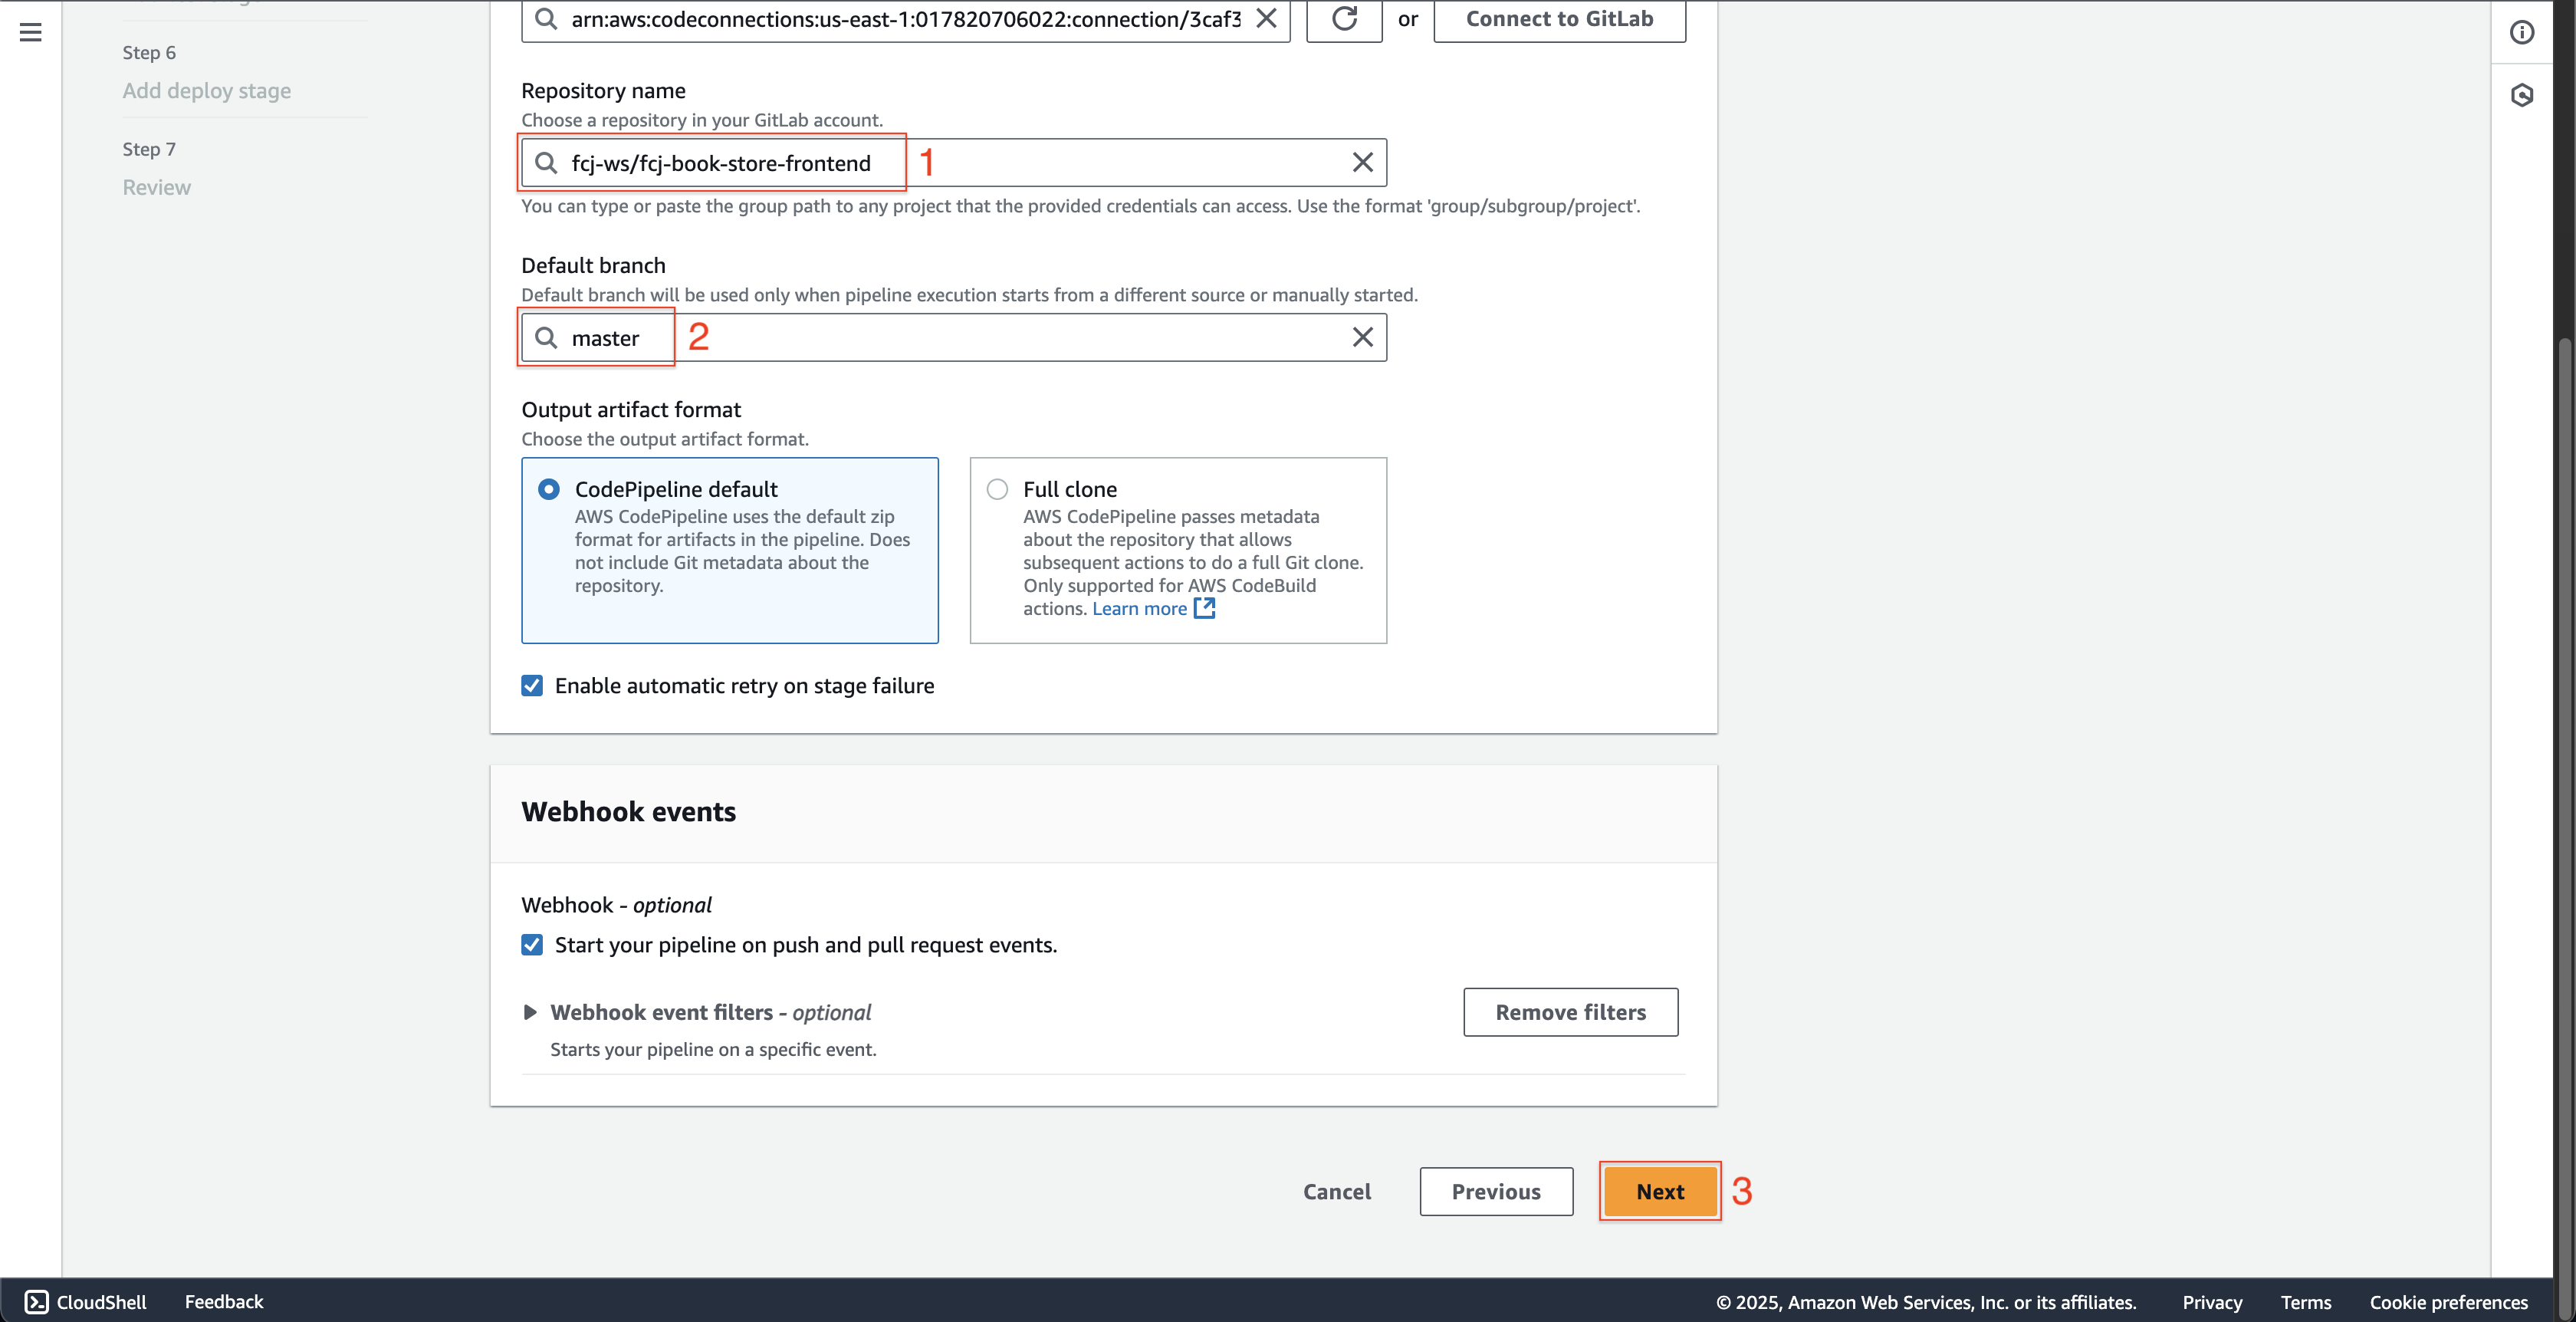 arn:aws:codeconnections:us-east-1:017820706022:connection/3caf3
or
Connect to GitLab
Step 6
Add deploy stage
Step 7
Review
Repository name
Choose a repository in your GitLab account.
fcj-ws/fcj-book-store-frontend
1
You can type or paste the group path to any project that the provided credentials can access. Use the format 'group/subgroup/project'.
Default branch
Default branch will be used only when pipeline execution starts from a different source or manually started.
master
2
Output artifact format
Choose the output artifact format.
CodePipeline default
AWS CodePipeline uses the default zip
format for artifacts in the pipeline. Does
not include Git metadata about the
repository.
Full clone
AWS CodePipeline passes metadata
about the repository that allows
subsequent actions to do a full Git clone.
Only supported for AWS CodeBuild
actions. Learn more
Enable automatic retry on stage failure
Webhook events
Webhook - optional
Start your pipeline on push and pull request events.
Webhook event filters - optional
Remove filters
Starts your pipeline on a specific event.
Cancel
Previous
Next
3
CloudShell
Feedback
© 2025, Amazon Web Services, Inc. or its affiliates.
Privacy
Terms
Cookie preferences